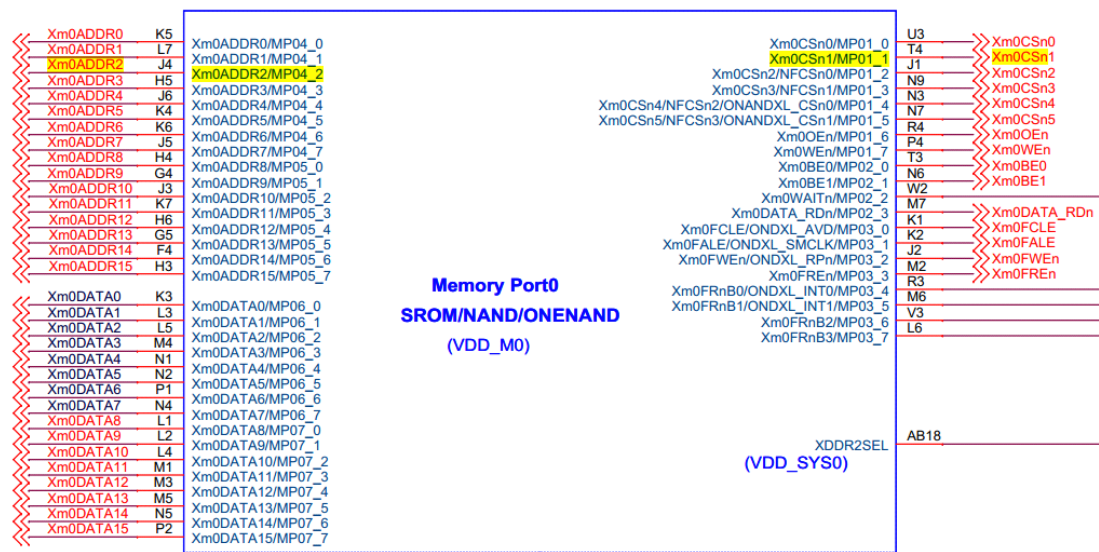 Xm0ADDR0 K5 Xm0ADDR0/MP04_0
Xm0ADDR1 L7 Xm0ADDR1/MP04_1
Xm0ADDR2 J4 Xm0ADDR2/MP04_2
Xm0ADDR3 H5 Xm0ADDR3/MP04_3
Xm0ADDR4 J6 Xm0ADDR4/MP04_4
Xm0ADDR5 K4 Xm0ADDR5/MP04_5
Xm0ADDR6 K6 Xm0ADDR6/MP04_6
Xm0ADDR7 J5 Xm0ADDR7/MP04_7
Xm0ADDR8 H4 Xm0ADDR8/MP05_0
Xm0ADDR9 G4 Xm0ADDR9/MP05_1
Xm0ADDR10 J3 Xm0ADDR10/MP05_2
Xm0ADDR11 K7 Xm0ADDR11/MP05_3
Xm0ADDR12 H6 Xm0ADDR12/MP05_4
Xm0ADDR13 G5 Xm0ADDR13/MP05_5
Xm0ADDR14 F4 Xm0ADDR14/MP05_6
Xm0ADDR15 H3 Xm0ADDR15/MP05_7
Xm0DATA0 K3 Xm0DATA0/MP06_0
Xm0DATA1 L3 Xm0DATA1/MP06_1
Xm0DATA2 L5 Xm0DATA2/MP06_2
Xm0DATA3 M4 Xm0DATA3/MP06_3
Xm0DATA4 N1 Xm0DATA4/MP06_4
Xm0DATA5 N2 Xm0DATA5/MP06_5
Xm0DATA6 P1 Xm0DATA6/MP06_6
Xm0DATA7 N4 Xm0DATA7/MP06_7
Xm0DATA8 L1 Xm0DATA8/MP07_0
Xm0DATA9 L2 Xm0DATA9/MP07_1
Xm0DATA10 L4 Xm0DATA10/MP07_2
Xm0DATA11 M1 Xm0DATA11/MP07_3
Xm0DATA12 M3 Xm0DATA12/MP07_4
Xm0DATA13 M5 Xm0DATA13/MP07_5
Xm0DATA14 N5 Xm0DATA14/MP07_6
Xm0DATA15 P2 Xm0DATA15/MP07_7
Memory Port0
SROM/NAND/ONENAND
(VDD_M0)
Xm0CSn0/MP01_0 U3 Xm0CSn0
Xm0CSn1/MP01_1 T4 Xm0CSn1
Xm0CSn2/NFCSn0/MP01_2 J1 Xm0CSn2
Xm0CSn3/NFCSn1/MP01_3 N9 Xm0CSn3
Xm0CSn4/NFCSn2/ONANDXL_CSn0/MP01_4 N3 Xm0CSn4
Xm0CSn5/NFCSn3/ONANDXL_CSn1/MP01_5 N7 Xm0CSn5
Xm0OEn/MP01_6 R4 Xm0OEn
Xm0WEn/MP01_7 P4 Xm0WEn
Xm0BE0/MP02_0 T3 Xm0BE0
Xm0BE1/MP02_1 N6 Xm0BE1
Xm0WAITn/MP02_2 W2
Xm0DATA_RDn/MP02_3 M7 Xm0DATA_RDn
Xm0FCLE/ONDXL_AVD/MP03_0 K1 Xm0FCLE
Xm0FALE/ONDXL_SMCLK/MP03_1 K2 Xm0FALE
Xm0FWEn/ONDXL_RPn/MP03_2 J2 Xm0FWEn
Xm0FREn/MP03_3 M2 Xm0FREn
Xm0FRnB0/ONDXL_INT0/MP03_4 R3
Xm0FRnB1/ONDXL_INT1/MP03_5 M6
Xm0FRnB2/MP03_6 V3
Xm0FRnB3/MP03_7 L6
XDDR2SEL AB18
(VDD_SYS0)